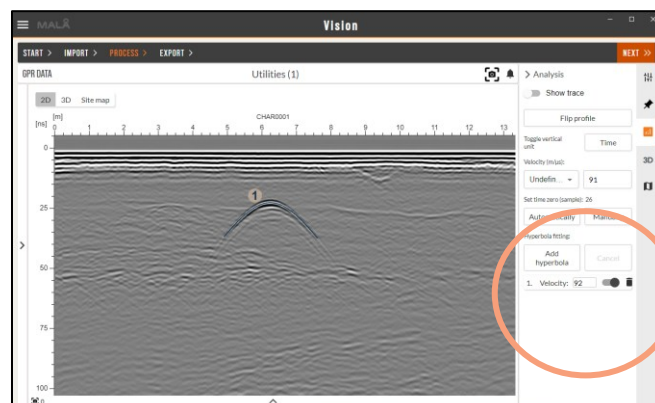 MALÅ
Vision
START >
IMPORT >
PROCESS >
EXPORT >
NEXT >>
GPR DATA
Utilities (1)
> Analysis
Show trace
Flip profile
Toggle vertical unit
Time
Velocity (m/µs):
Undefin...
91
Set time zero (sample): 26
Automatically
Hyperbola fitting:
Add hyperbola
Cancel
1. Velocity: 92
3D
2D
3D
Site map
[m]
CHAR0001
[ns]
0 1 2 3 4 5 6 7 8 9 10 11 12 13
0
25
50
75
100
1